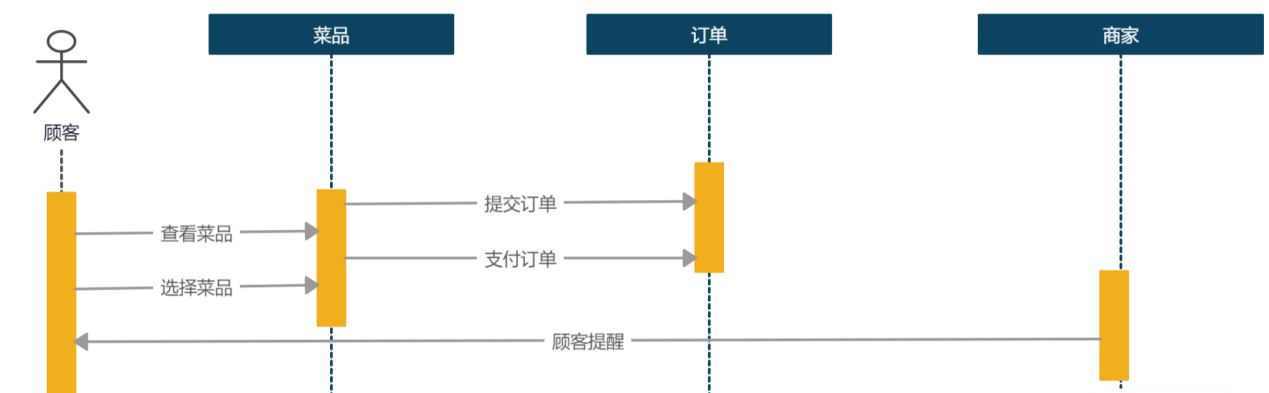 菜品
订单
商家
顾客
提交订单
查看菜品
支付订单
选择菜品
顾客提醒